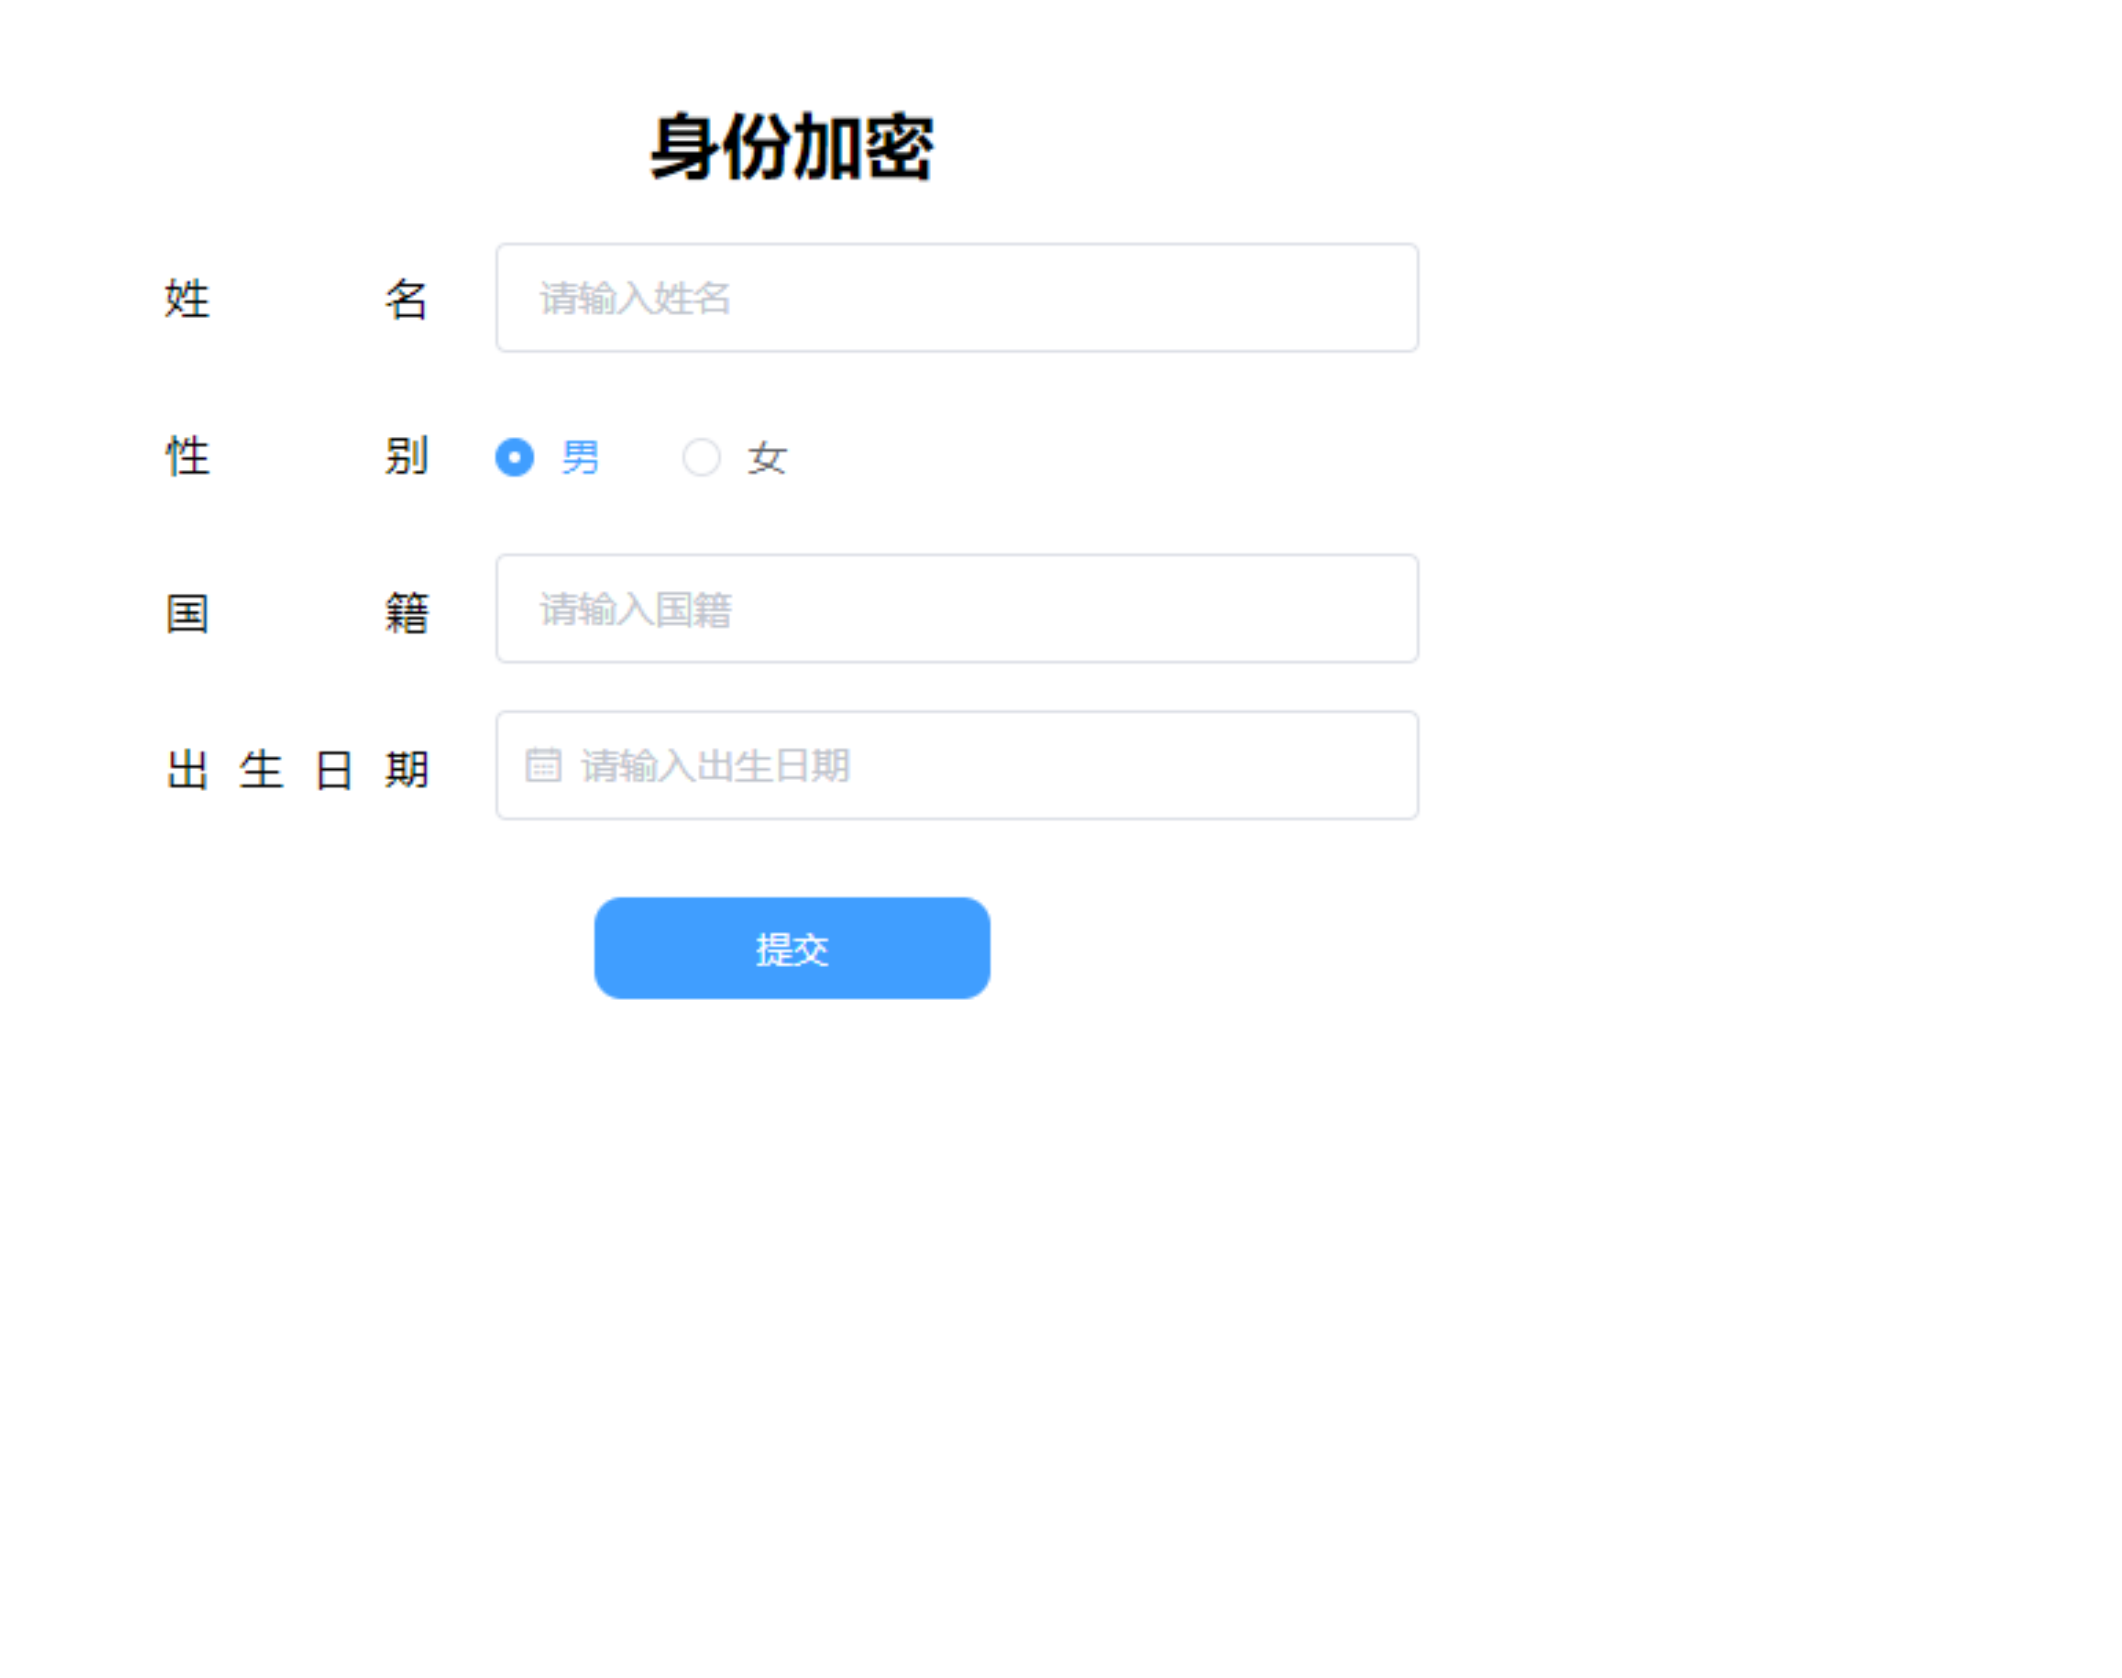 身份加密
姓名 请输入姓名
性别 男 女
国籍 请输入国籍
出生日期 请输入出生日期
提交